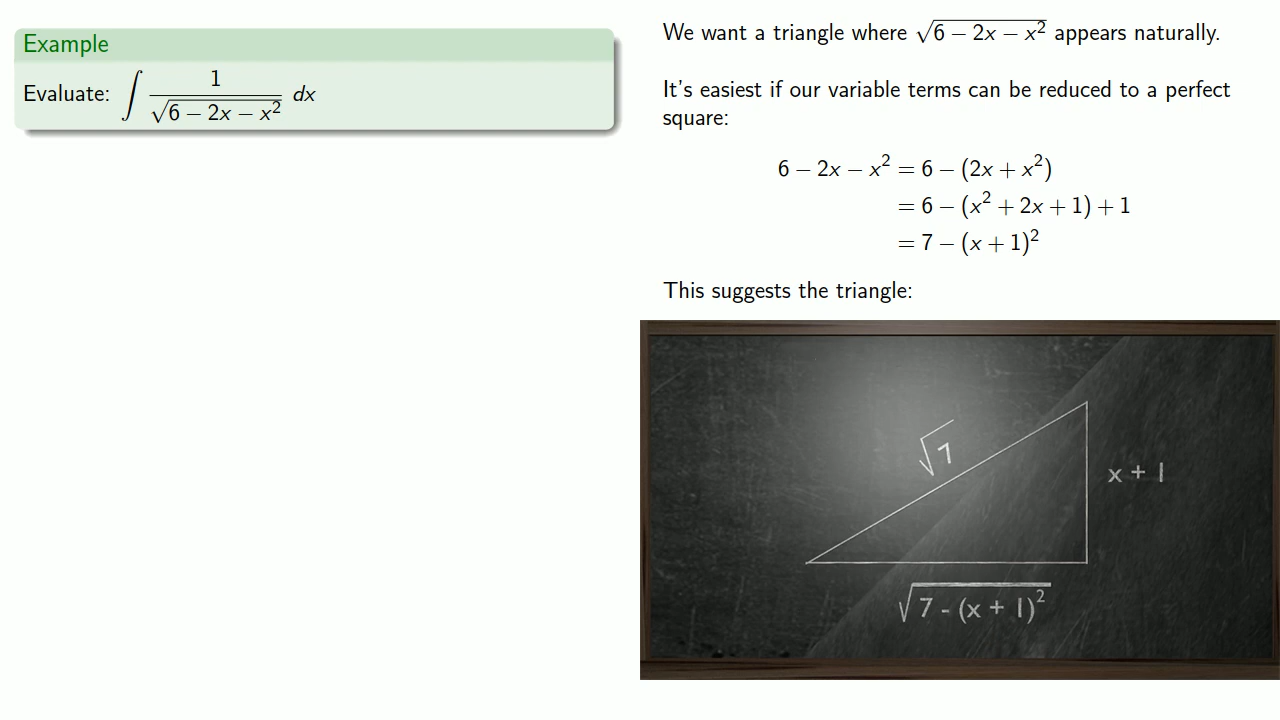 Example
Evaluate: ∫ 1/√(6 − 2x − x²) dx
We want a triangle where √(6 − 2x − x²) appears naturally.
It's easiest if our variable terms can be reduced to a perfect
square:
6 − 2x − x² = 6 − (2x + x²)
= 6 − (x² + 2x + 1) + 1
= 7 − (x + 1)²
This suggests the triangle:
√7
x + 1
√(7 - (x + 1)²)